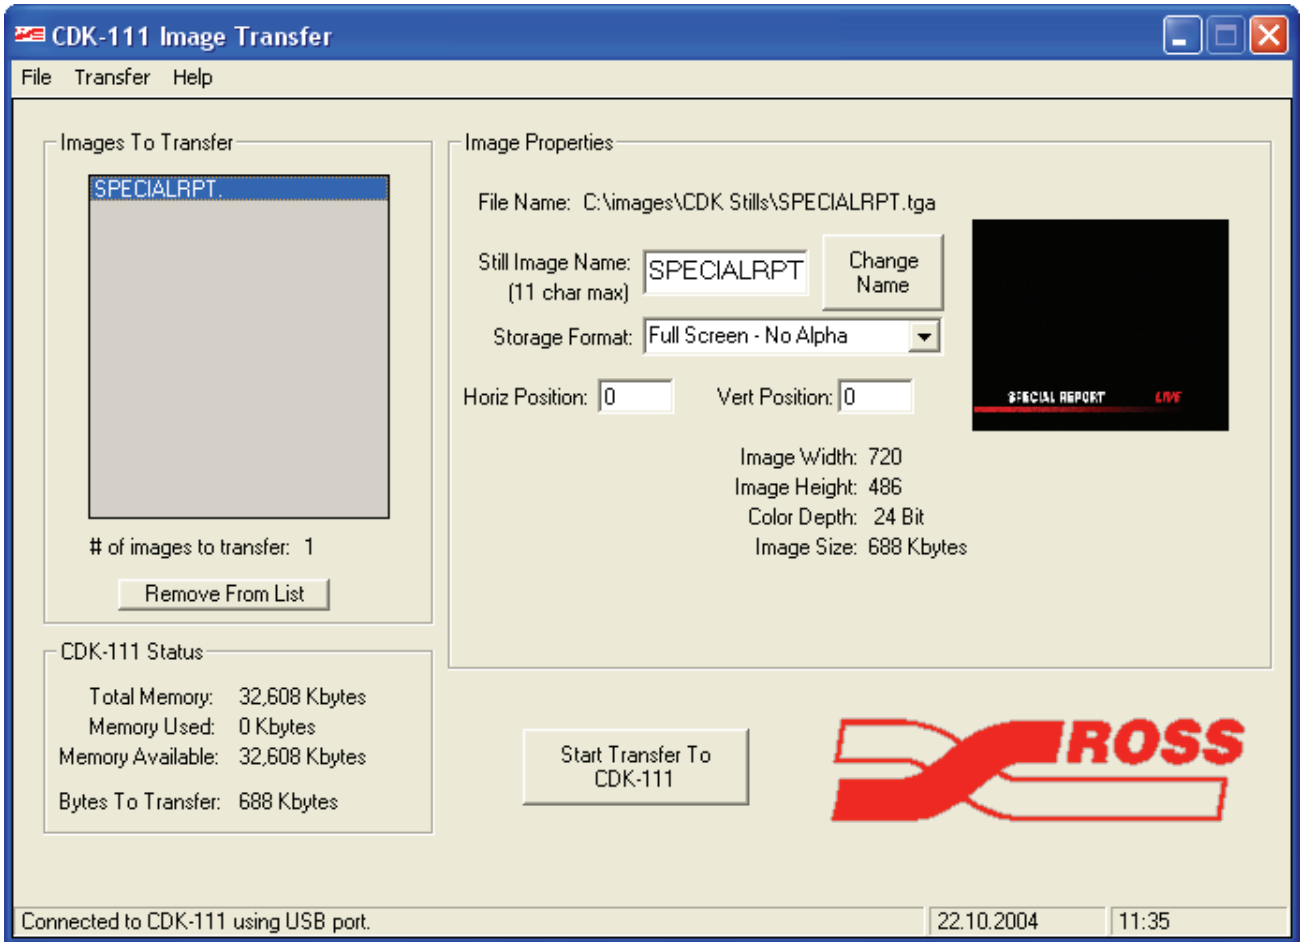 CDK-111 Image Transfer
File Transfer Help
Images To Transfer
SPECIALRPT.
# of images to transfer: 1
Remove From List
CDK-111 Status
Total Memory: 32,608 Kbytes
Memory Used: 0 Kbytes
Memory Available: 32,608 Kbytes
Bytes To Transfer: 688 Kbytes
Image Properties
File Name: C:\images\CDK Stills\SPECIALRPT.tga
Still Image Name: SPECIALRPT
(11 char max)
Change
Name
Storage Format: Full Screen - No Alpha
Horiz Position: 0 Vert Position: 0
SPECIAL REPORT LIVE
Image Width: 720
Image Height: 486
Color Depth: 24 Bit
Image Size: 688 Kbytes
Start Transfer To
CDK-111
ROSS
Connected to CDK-111 using USB port. 22.10.2004 11:35